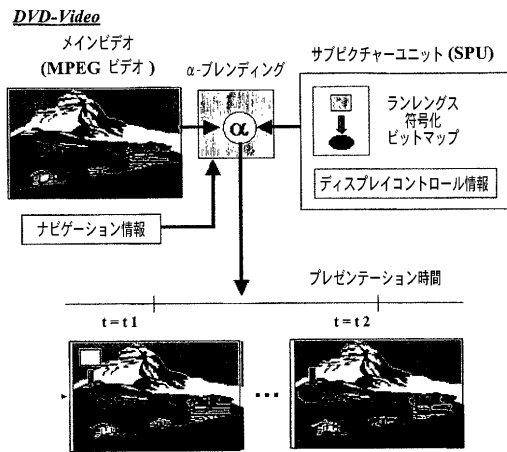 DVD-Video
メインビデオ
(MPEG ビデオ)
α-ブレンディング
サブピクチャーユニット (SPU)
α
ランレングス
符号化
ビットマップ
ディスプレイコントロール情報
ナビゲーション情報
プレゼンテーション時間
t = t 1
t = t 2